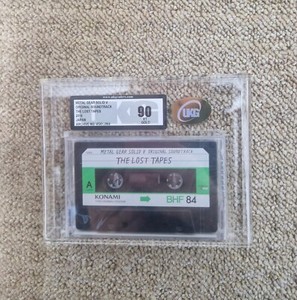 METAL GEAR SOLID V
ORIGINAL SOUNDTRACK
THE LOST TAPES
JAPAN
90
UKG
METAL GEAR SOLID V ORIGINAL SOUNDTRACK
THE LOST TAPES
A
KONAMI
BHF 84